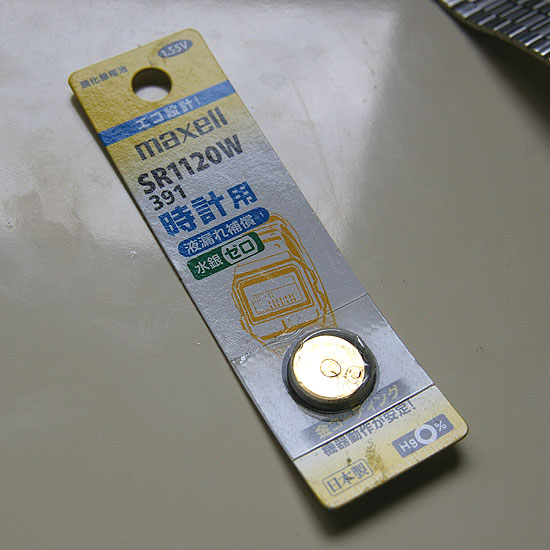 1.55V
酸化銀電池
エコ設計!
maxell
SR1120W
391
時計用
液漏れ補償※1
水銀ゼロ
機器動作が安定!
Hg0%
日本製